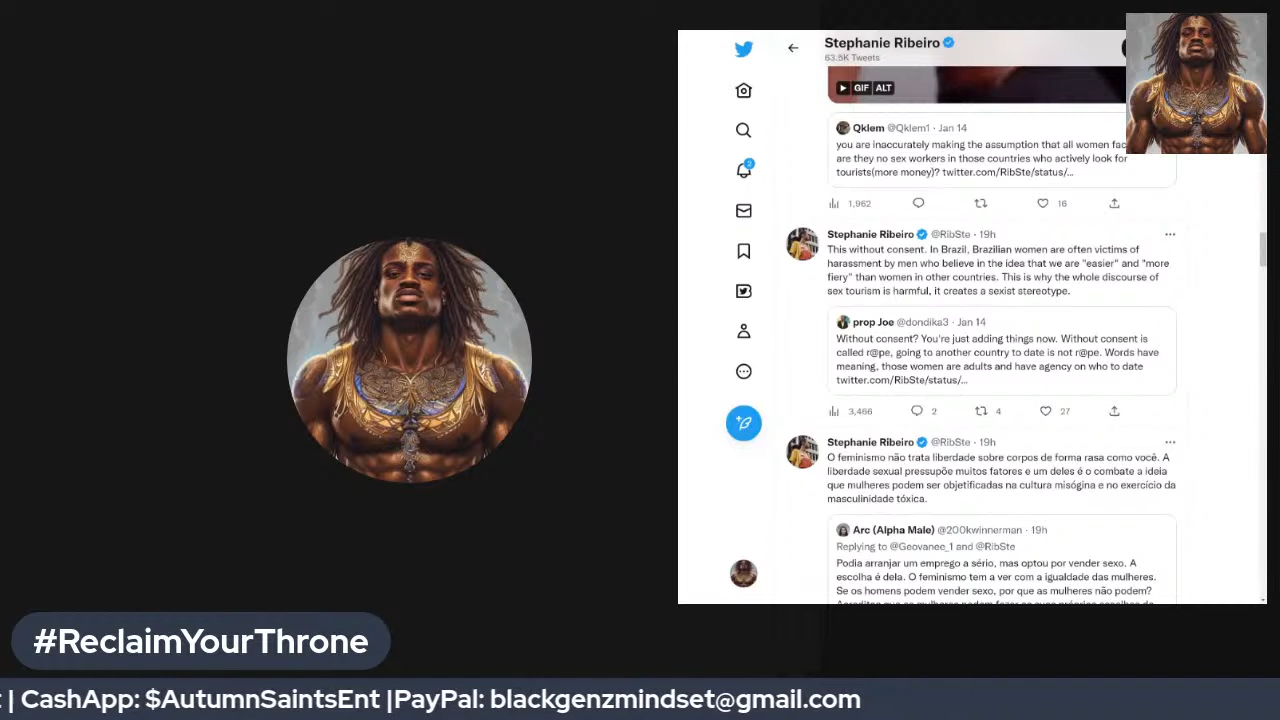 Stephanie Ribeiro
63.5K Tweets
GIF ALT
Qklem @Qklem1 · Jan 14
you are inaccurately making the assumption that all women
are they no sex workers in those countries who actively look for
tourists(more money)? twitter.com/RibSte/status/...
1,962
16
Stephanie Ribeiro @RibSte · 19h
This without consent. In Brazil, Brazilian women are often victims of
harassment by men who believe in the idea that we are "easier" and "more
fiery" than women in other countries. This is why the whole discourse of
sex tourism is harmful, it creates a sexist stereotype.
prop Joe @dondika3 · Jan 14
Without consent? You're just adding things now. Without consent is
called r@pe, going to another country to date is not r@pe. Words have
meaning, those women are adults and have agency on who to date
twitter.com/RibSte/status/...
3,466
2
4
27
Stephanie Ribeiro @RibSte · 19h
O feminismo não trata liberdade sobre corpos de forma rasa como você. A
liberdade sexual pressupõe muitos fatores e um deles é o combate a ideia
que mulheres podem ser objetificadas na cultura misógina e no exercício da
masculinidade tóxica.
Arc (Alpha Male) @200kwinnerman · 19h
Replying to @Geovanee_1 and @RibSte
Podia arranjar um emprego a sério, mas optou por vender sexo. A
escolha é dela. O feminismo tem a ver com a igualdade das mulheres.
Se os homens podem vender sexo, por que as mulheres não podem?
#ReclaimYourThrone
| CashApp: $AutumnSaintsEnt |PayPal: blackgenzmindset@gmail.com